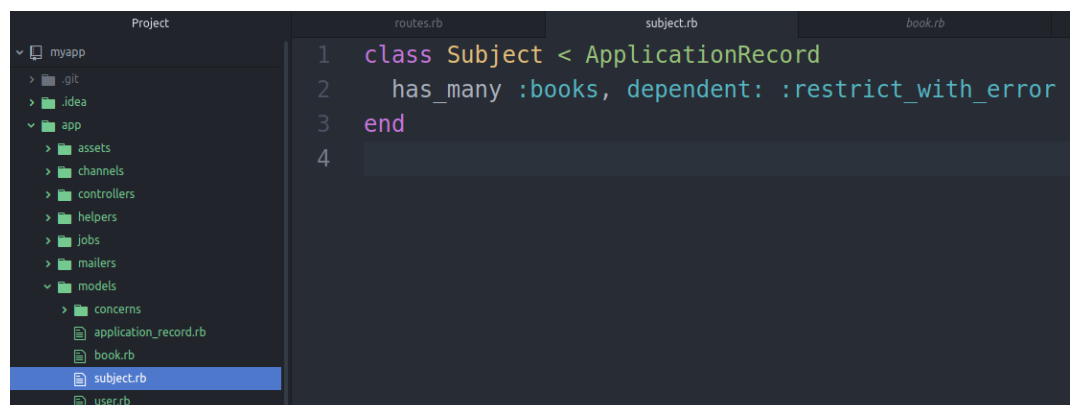 Project
myapp
.git
.idea
app
assets
channels
controllers
helpers
jobs
mailers
models
concerns
application_record.rb
book.rb
subject.rb
user.rb
routes.rb
subject.rb
book.rb
1 class Subject < ApplicationRecord
2 has_many :books, dependent: :restrict_with_error
3 end
4